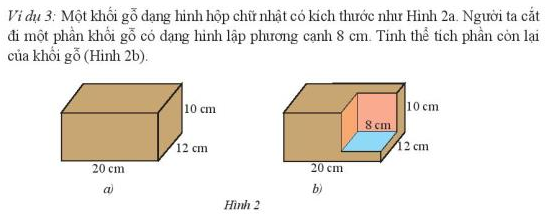 Ví dụ 3: Một khối gỗ dạng hình hộp chữ nhật có kích thước như Hình 2a. Người ta cắt
đi một phần khối gỗ có dạng hình lập phương cạnh 8 cm. Tính thể tích phần còn lại
của khối gỗ (Hình 2b).
10 cm
12 cm
20 cm
a)
10 cm
8 cm
12 cm
20 cm
b)
Hình 2